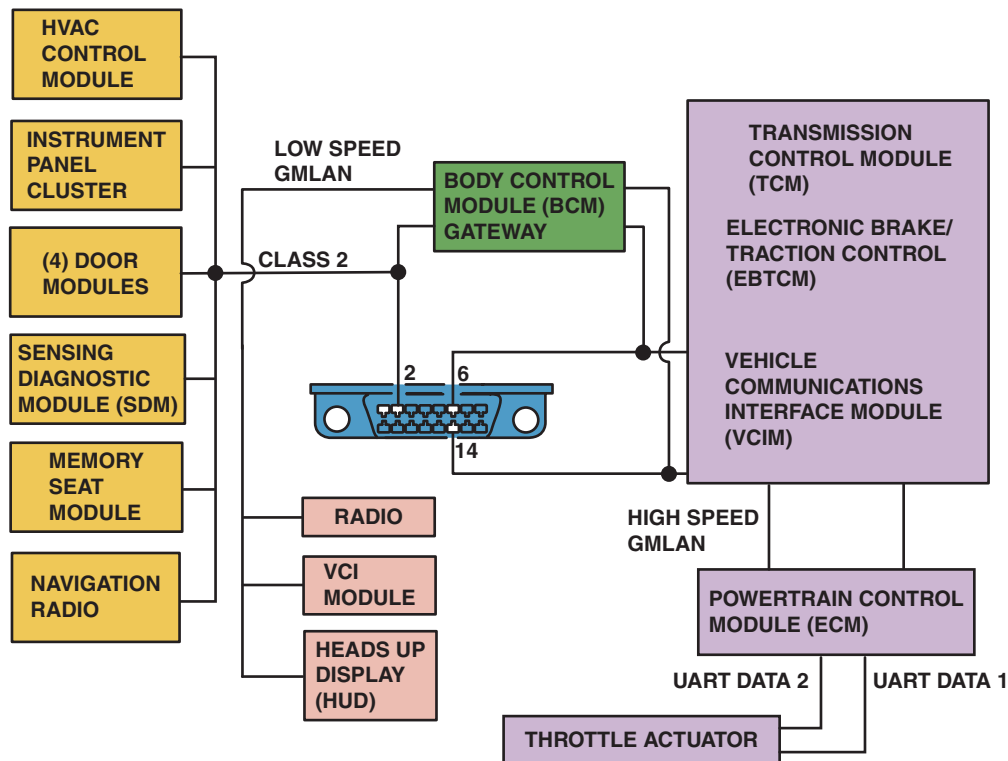 HVAC
CONTROL
MODULE
INSTRUMENT
PANEL
CLUSTER
(4) DOOR
MODULES
SENSING
DIAGNOSTIC
MODULE (SDM)
MEMORY
SEAT
MODULE
NAVIGATION
RADIO
LOW SPEED
GMLAN
CLASS 2
BODY CONTROL
MODULE (BCM)
GATEWAY
2
6
14
RADIO
VCI
MODULE
HEADS UP
DISPLAY
(HUD)
TRANSMISSION
CONTROL MODULE
(TCM)
ELECTRONIC BRAKE/
TRACTION CONTROL
(EBTCM)
VEHICLE
COMMUNICATIONS
INTERFACE MODULE
(VCIM)
HIGH SPEED
GMLAN
POWERTRAIN CONTROL
MODULE (ECM)
UART DATA 2
UART DATA 1
THROTTLE ACTUATOR